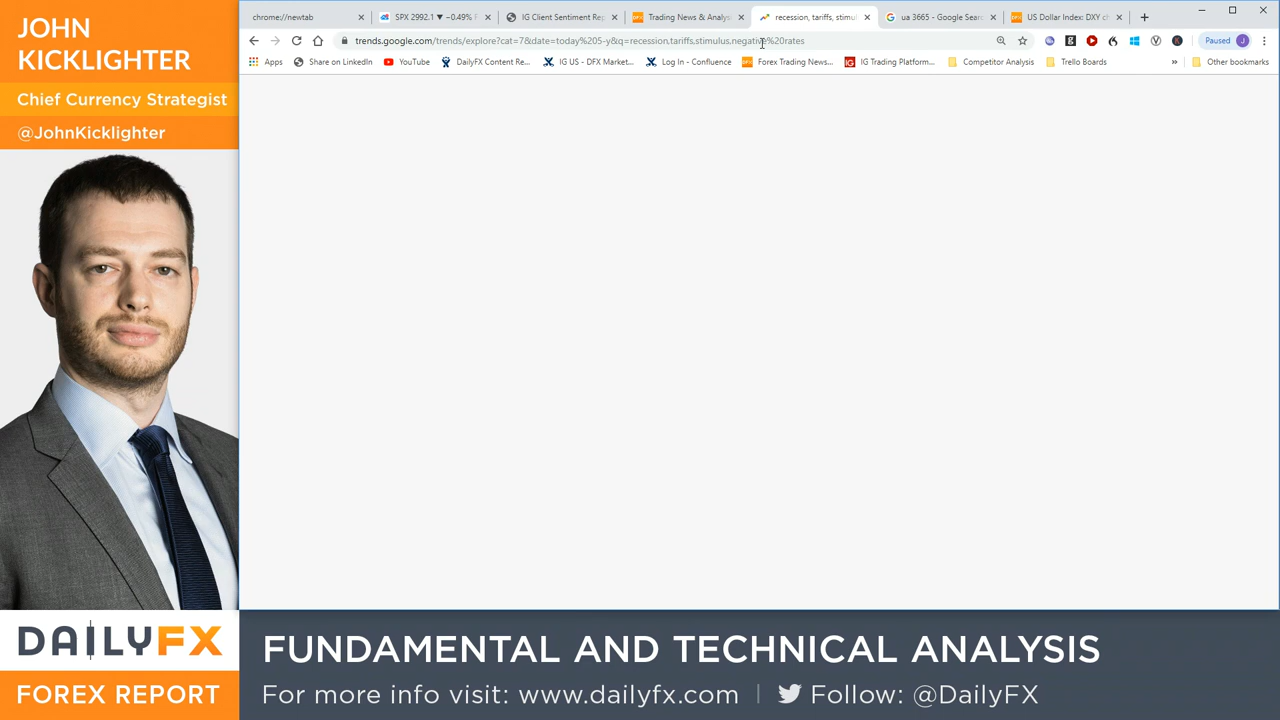 JOHN
KICKLIGHTER
Chief Currency Strategist
@JohnKicklighter
chrome://newtab
SPX 2992.1 ▼ −0.49%
IG Client Sentiment Rep
Trading News & Analys
recession, tariffs, stimul
ua 3665 - Google Sear
US Dollar Index: DXY c
trends.google.com/trends/explore?cat=7&date=today%205-y&q=recession,tariffs,stimulus,negative%20rates
Paused J
Apps
Share on LinkedIn
YouTube
DailyFX Content Re...
IG US - DFX Market...
Log In - Confluence
Forex Trading News...
IG Trading Platform...
Competitor Analysis
Trello Boards
»
Other bookmarks
DAILYFX
FOREX REPORT
FUNDAMENTAL AND TECHNICAL ANALYSIS
For more info visit: www.dailyfx.com | Follow: @DailyFX